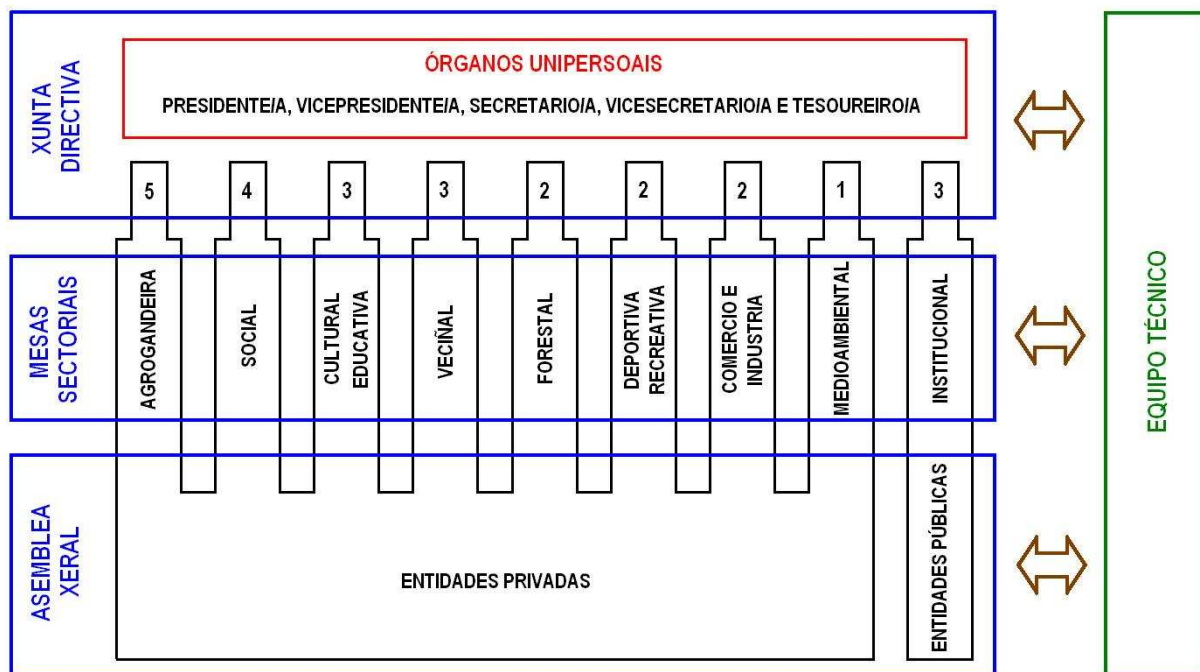 XUNTA
DIRECTIVA
ÓRGANOS UNIPERSOAIS
PRESIDENTE/A, VICEPRESIDENTE/A, SECRETARIO/A, VICESECRETARIO/A E TESOUREIRO/A
5
4
3
3
2
2
2
1
3
MESAS
SECTORIAIS
AGROGANDEIRA
SOCIAL
CULTURAL
EDUCATIVA
VECIÑAL
FORESTAL
DEPORTIVA
RECREATIVA
COMERCIO E
INDUSTRIA
MEDIOAMBIENTAL
INSTITUCIONAL
ASEMBLEA
XERAL
ENTIDADES PRIVADAS
ENTIDADES PÚBLICAS
EQUIPO TÉCNICO